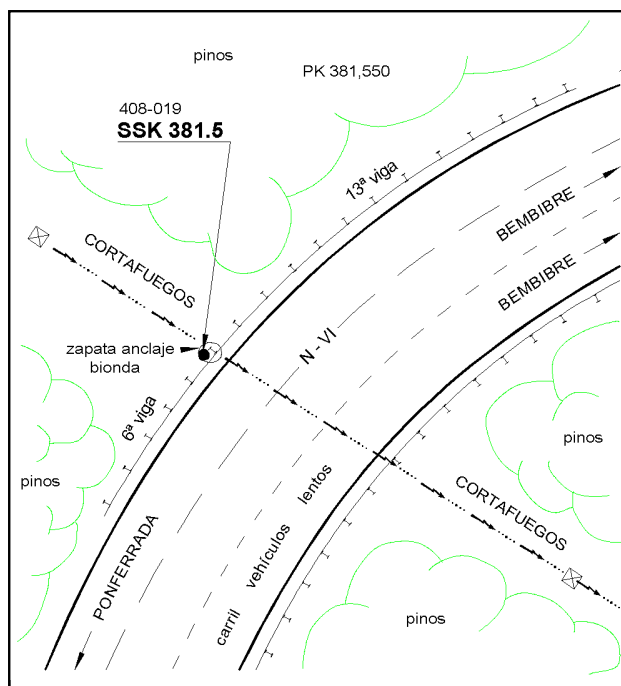 pinos
PK 381,550
408-019
SSK 381.5
13ª viga
BEMBIBRE
CORTAFUEGOS
BEMBIBRE
N - VI
zapata anclaje
bionda
6ª viga
pinos
pinos
lentos
CORTAFUEGOS
vehículos
PONFERRADA
carril
pinos